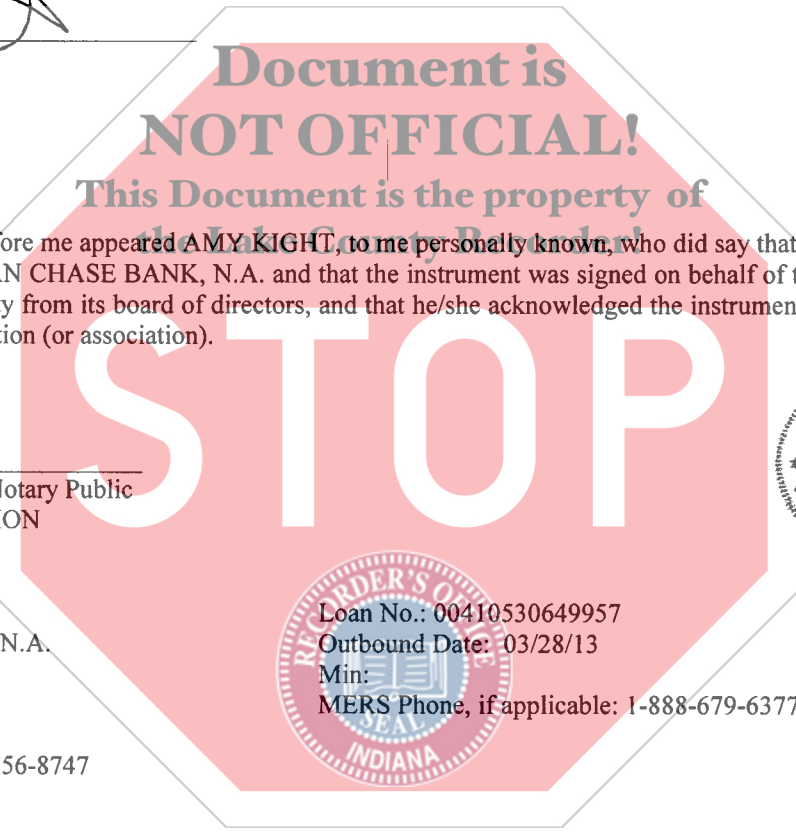 Document is
NOT OFFICIAL!
This Document is the property of
the Lake County Recorder!
fore me appeared AMY KIGHT, to me personally known, who did say that
AN CHASE BANK, N.A. and that the instrument was signed on behalf of t
y from its board of directors, and that he/she acknowledged the instrumen
tion (or association).
STOP
Notary Public
ION
RECORDER'S OFFICE
Loan No.: 00410530649957
Outbound Date: 03/28/13
N.A.
Min:
MERS Phone, if applicable: 1-888-679-6377
SEAL
INDIANA
56-8747